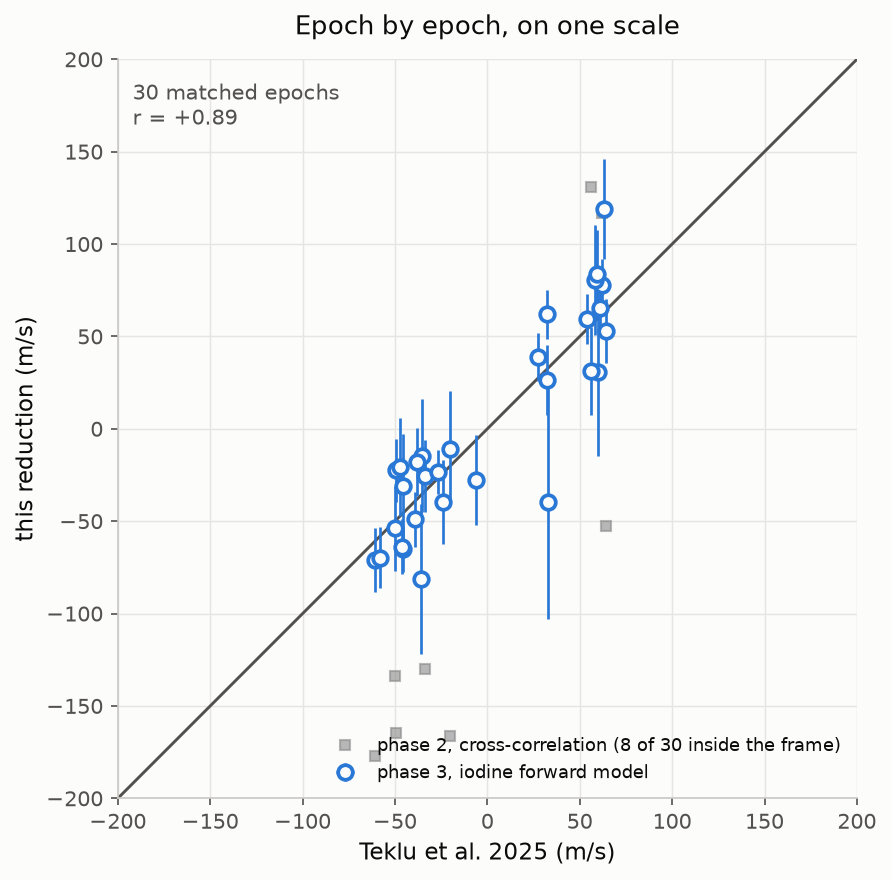 Epoch by epoch, on one scale
30 matched epochs
r = +0.89
200
150
100
50
0
−50
−100
−150
−200
this reduction (m/s)
phase 2, cross-correlation (8 of 30 inside the frame)
phase 3, iodine forward model
−200 −150 −100 −50 0 50 100 150 200
Teklu et al. 2025 (m/s)